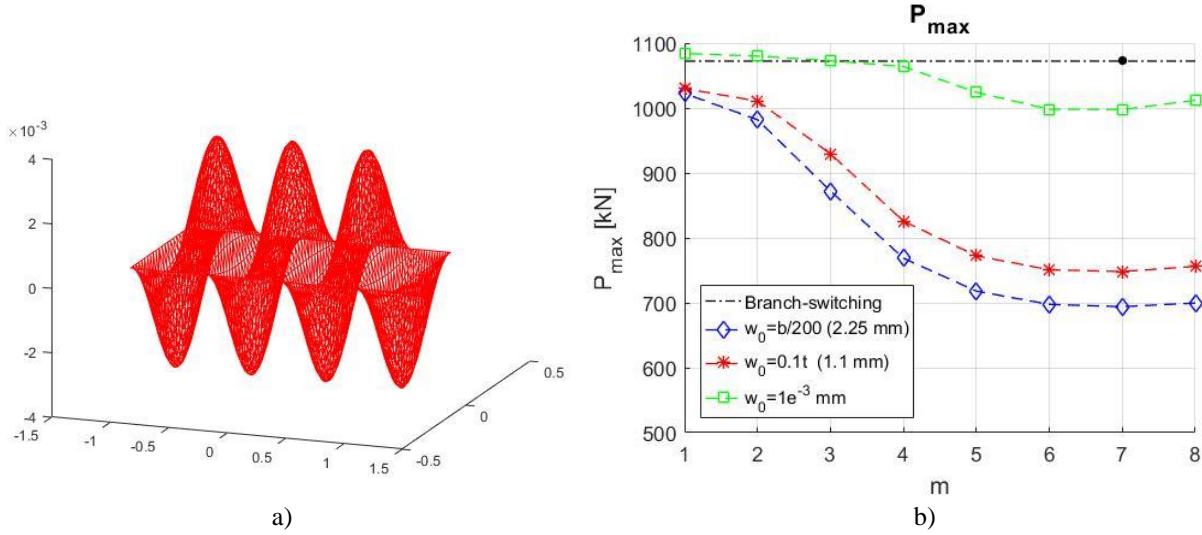 ×10⁻³
4
2
0
-2
-4
-1.5
-1
-0.5
0
0.5
1
1.5
-0.5
0
0.5
a)
P_max
1100
1000
900
800
700
600
500
P_max [kN]
Branch-switching
w₀=b/200 (2.25 mm)
w₀=0.1t (1.1 mm)
w₀=1e⁻³ mm
1 2 3 4 5 6 7 8
m
b)